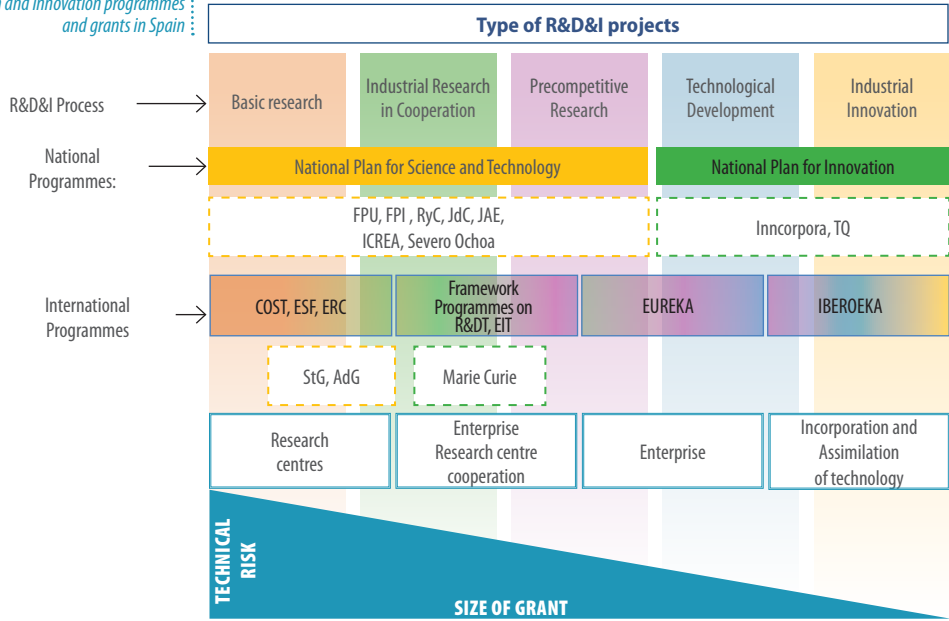 and innovation programmes
and grants in Spain
Type of R&D&I projects
R&D&I Process
Basic research
Industrial Research
in Cooperation
Precompetitive
Research
Technological
Development
Industrial
Innovation
National
Programmes:
National Plan for Science and Technology
National Plan for Innovation
FPU, FPI , RyC, JdC, JAE,
ICREA, Severo Ochoa
Inncorpora, TQ
International
Programmes
COST, ESF, ERC
Framework
Programmes on
R&DT, EIT
EUREKA
IBEROEKA
StG, AdG
Marie Curie
Research
centres
Enterprise
Research centre
cooperation
Enterprise
Incorporation and
Assimilation
of technology
TECHNICAL
RISK
SIZE OF GRANT